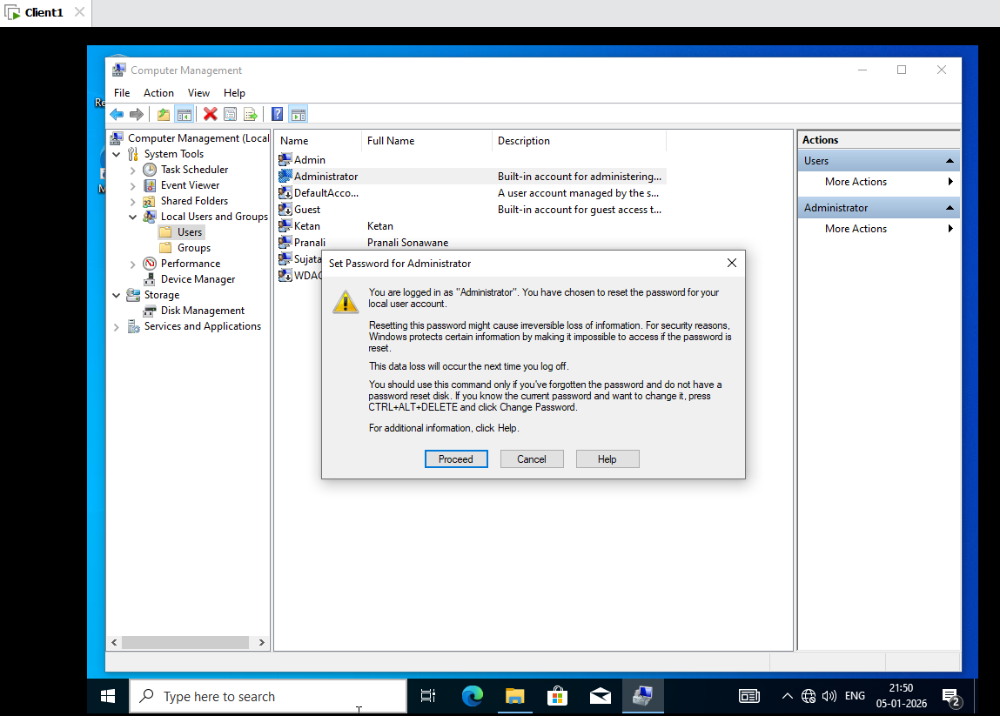 Client1
Computer Management
File Action View Help
Computer Management (Local
System Tools
Task Scheduler
Event Viewer
Shared Folders
Local Users and Groups
Users
Groups
Performance
Device Manager
Storage
Disk Management
Services and Applications
Name Full Name Description
Admin
Administrator Built-in account for administering...
DefaultAcco... A user account managed by the s...
Guest Built-in account for guest access t...
Ketan Ketan
Pranali Pranali Sonawane
Sujata
WDAG
Set Password for Administrator
You are logged in as "Administrator". You have chosen to reset the password for your
local user account.
Resetting this password might cause irreversible loss of information. For security reasons,
Windows protects certain information by making it impossible to access if the password is
reset.
This data loss will occur the next time you log off.
You should use this command only if you've forgotten the password and do not have a
password reset disk. If you know the current password and want to change it, press
CTRL+ALT+DELETE and click Change Password.
For additional information, click Help.
Proceed Cancel Help
Actions
Users
More Actions
Administrator
More Actions
Type here to search
ENG
21:50
05-01-2026
2